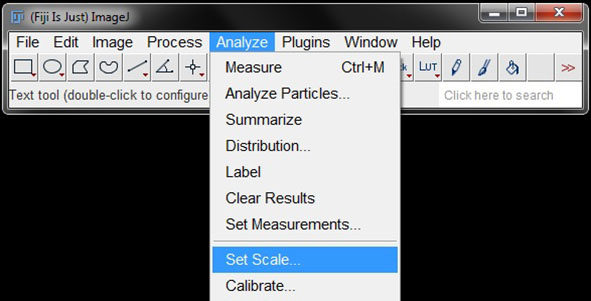 (Fiji Is Just) ImageJ
File Edit Image Process Analyze Plugins Window Help
LUT >>
Text tool (double-click to configure
Click here to search
Measure Ctrl+M
Analyze Particles...
Summarize
Distribution...
Label
Clear Results
Set Measurements...
Set Scale...
Calibrate...